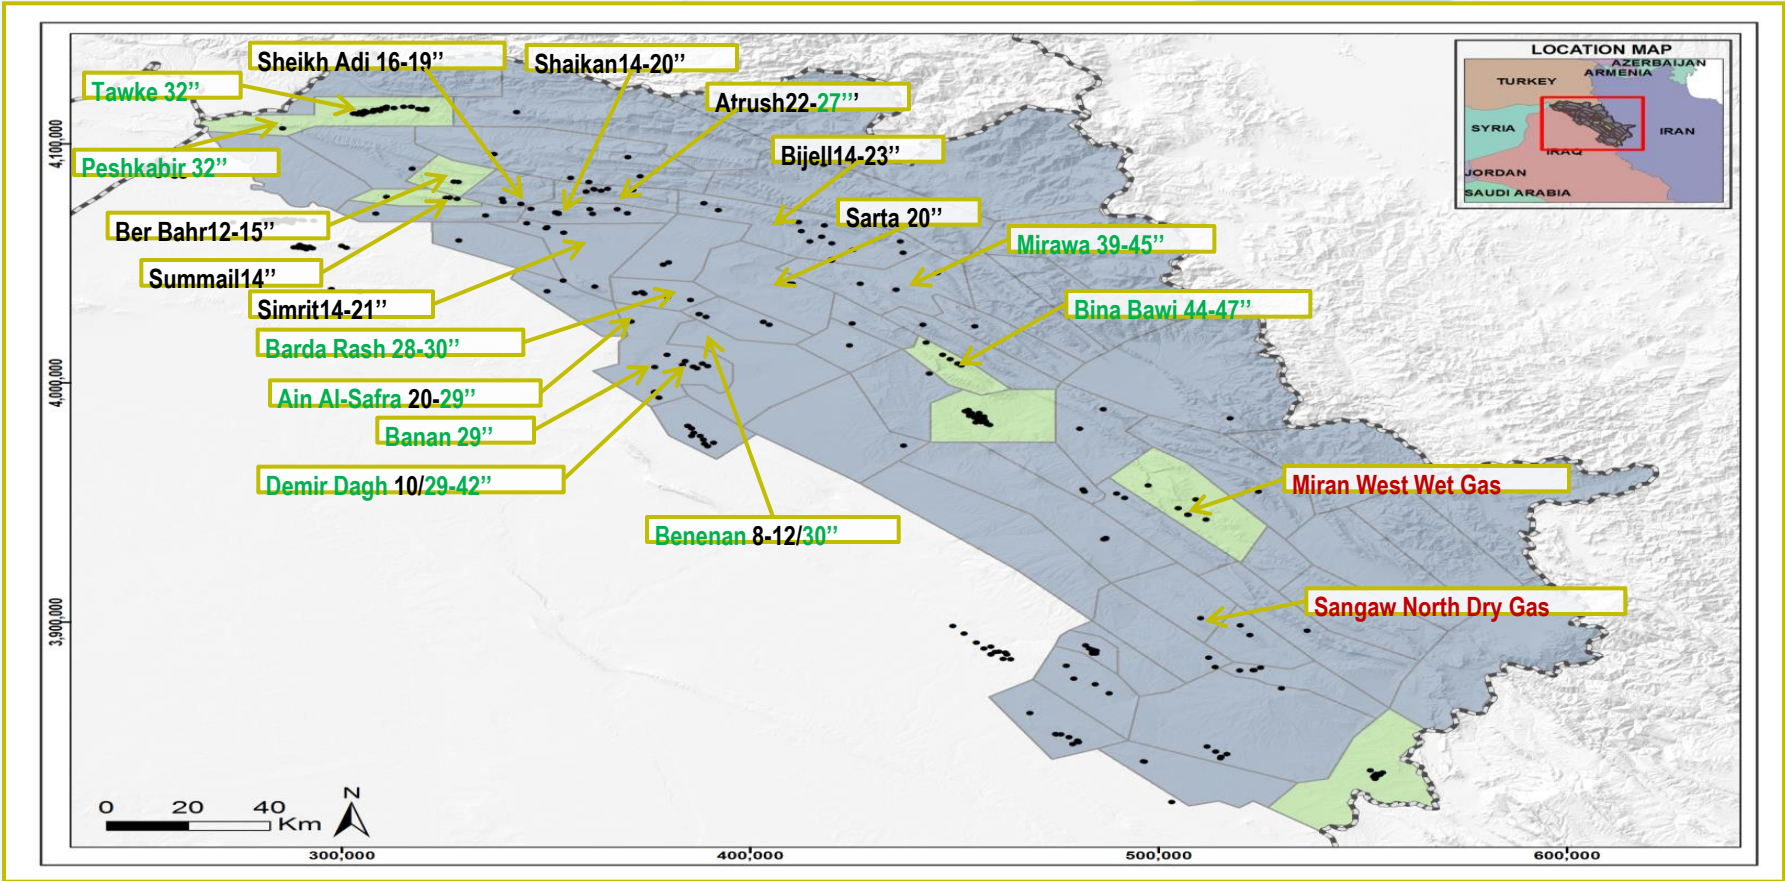 LOCATION MAP
AZERBAIJAN
ARMENIA
TURKEY
SYRIA
IRAN
IRAQ
JORDAN
SAUDI ARABIA
Sheikh Adi 16-19’’
Shaikan14-20’’
Tawke 32’’
Atrush22-27’’’
Bijell14-23’’
Peshkabir 32’’
Sarta 20’’
Ber Bahr12-15’’
Mirawa 39-45’’
Summail14’’
Simrit14-21’’
Bina Bawi 44-47’’
Barda Rash 28-30’’
Ain Al-Safra 20-29’’
Banan 29’’
Demir Dagh 10/29-42’’
Miran West Wet Gas
Benenan 8-12/30’’
Sangaw North Dry Gas
4,100,000
4,000,000
3,900,000
0 20 40
Km
N
300,000 400,000 500,000 600,000